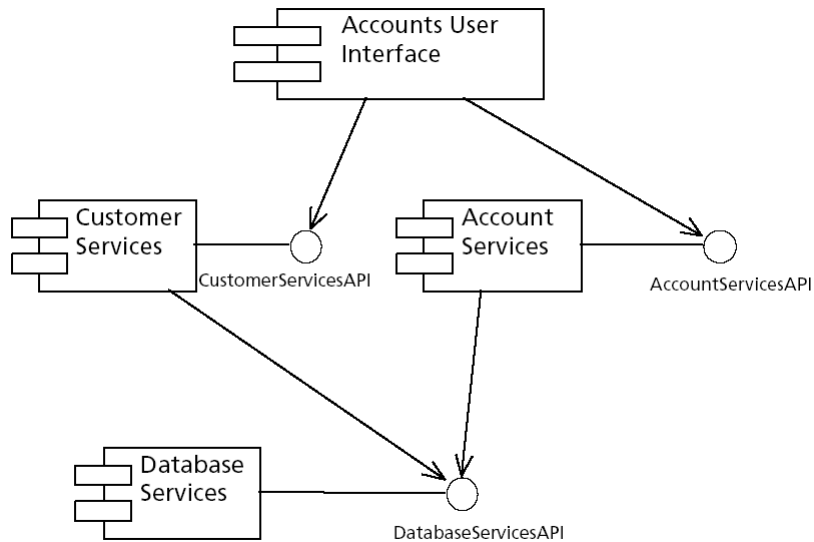 Accounts User
Interface
Customer
Services
CustomerServicesAPI
Account
Services
AccountServicesAPI
Database
Services
DatabaseServicesAPI